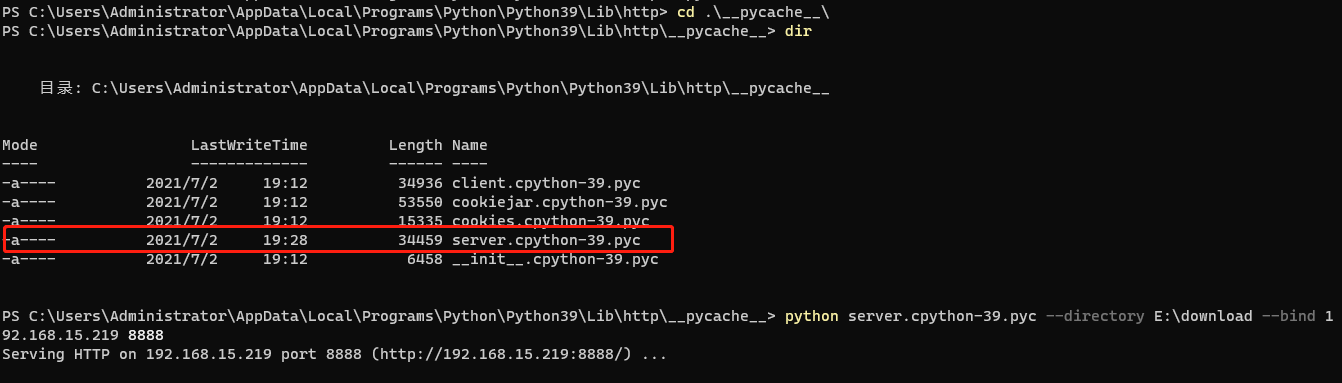 PS C:\Users\Administrator\AppData\Local\Programs\Python\Python39\Lib\http> cd .\__pycache__\
PS C:\Users\Administrator\AppData\Local\Programs\Python\Python39\Lib\http\__pycache__> dir
目录: C:\Users\Administrator\AppData\Local\Programs\Python\Python39\Lib\http\__pycache__
Mode                 LastWriteTime         Length Name
----                 -------------         ------ ----
-a----          2021/7/2     19:12          34936 client.cpython-39.pyc
-a----          2021/7/2     19:12          53550 cookiejar.cpython-39.pyc
-a----          2021/7/2     19:12          15335 cookies.cpython-39.pyc
-a----          2021/7/2     19:28          34459 server.cpython-39.pyc
-a----          2021/7/2     19:12           6458 __init__.cpython-39.pyc
PS C:\Users\Administrator\AppData\Local\Programs\Python\Python39\Lib\http\__pycache__> python server.cpython-39.pyc --directory E:\download --bind 1
92.168.15.219 8888
Serving HTTP on 192.168.15.219 port 8888 (http://192.168.15.219:8888/) ...